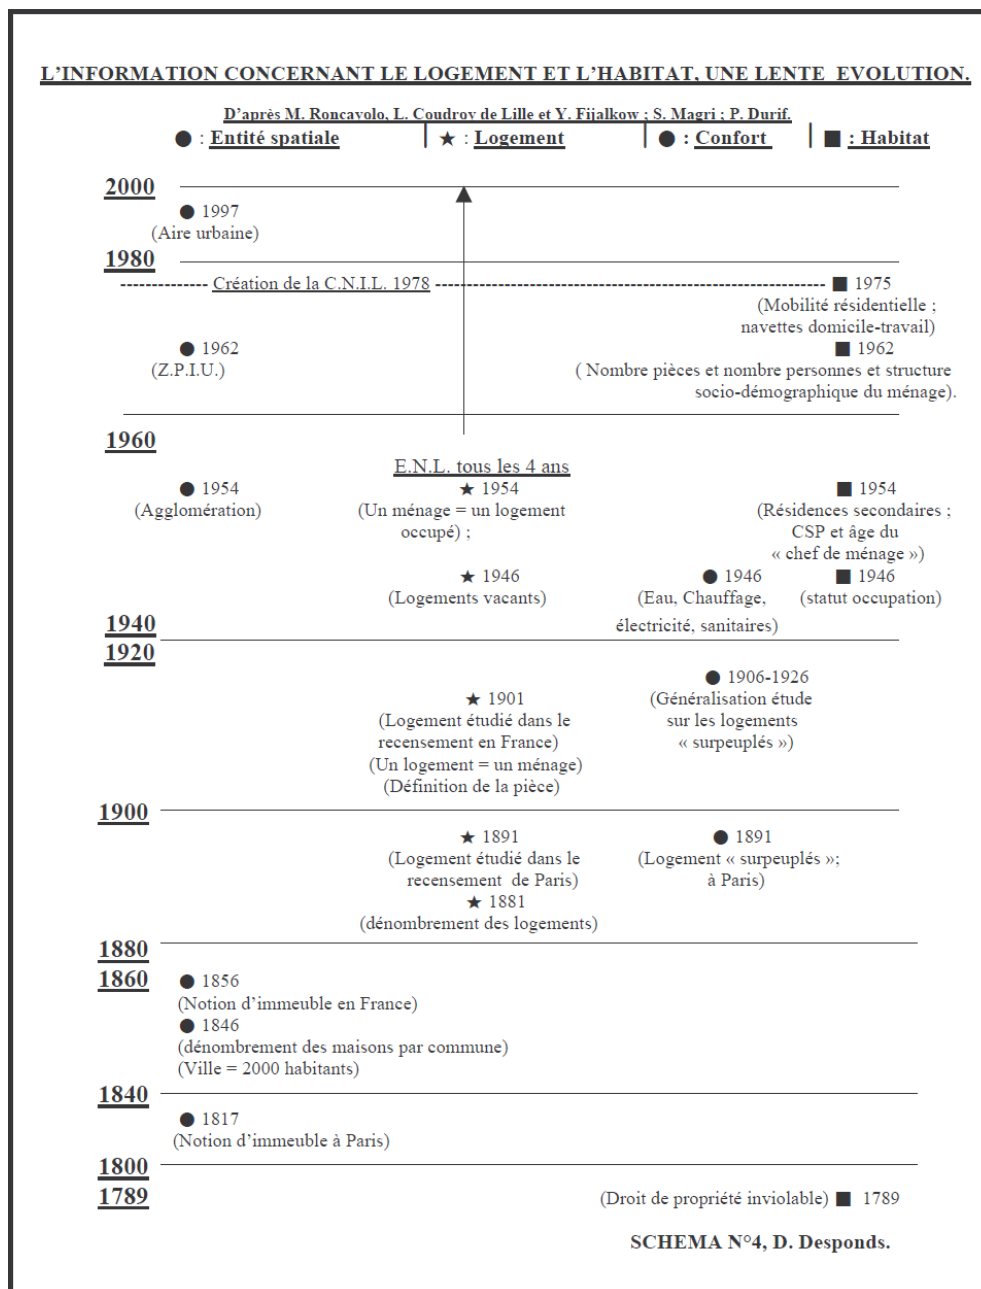 L'INFORMATION CONCERNANT LE LOGEMENT ET L'HABITAT, UNE LENTE EVOLUTION.
D'après M. Roncavolo, L. Coudroy de Lille et Y. Fijalkow ; S. Magri ; P. Durif.
● : Entité spatiale | ★ : Logement | ● : Confort | ■ : Habitat
2000
● 1997
(Aire urbaine)
1980
------------- Création de la C.N.I.L. 1978 ------------------------------------------------------- ■ 1975
(Mobilité résidentielle ;
navettes domicile-travail)
● 1962 ■ 1962
(Z.P.I.U.) ( Nombre pièces et nombre personnes et structure
socio-démographique du ménage).
1960
E.N.L. tous les 4 ans
● 1954 ★ 1954 ■ 1954
(Agglomération) (Un ménage = un logement (Résidences secondaires ;
occupé) ; CSP et âge du
« chef de ménage »)
★ 1946 ● 1946 ■ 1946
(Logements vacants) (Eau, Chauffage, (statut occupation)
1940 électricité, sanitaires)
1920
● 1906-1926
★ 1901 (Généralisation étude
(Logement étudié dans le sur les logements
recensement en France) « surpeuplés »)
(Un logement = un ménage)
(Définition de la pièce)
1900
★ 1891 ● 1891
(Logement étudié dans le (Logement « surpeuplés »;
recensement de Paris) à Paris)
★ 1881
(dénombrement des logements)
1880
1860 ● 1856
(Notion d'immeuble en France)
● 1846
(dénombrement des maisons par commune)
(Ville = 2000 habitants)
1840
● 1817
(Notion d'immeuble à Paris)
1800
1789 (Droit de propriété inviolable) ■ 1789
SCHEMA N°4, D. Desponds.